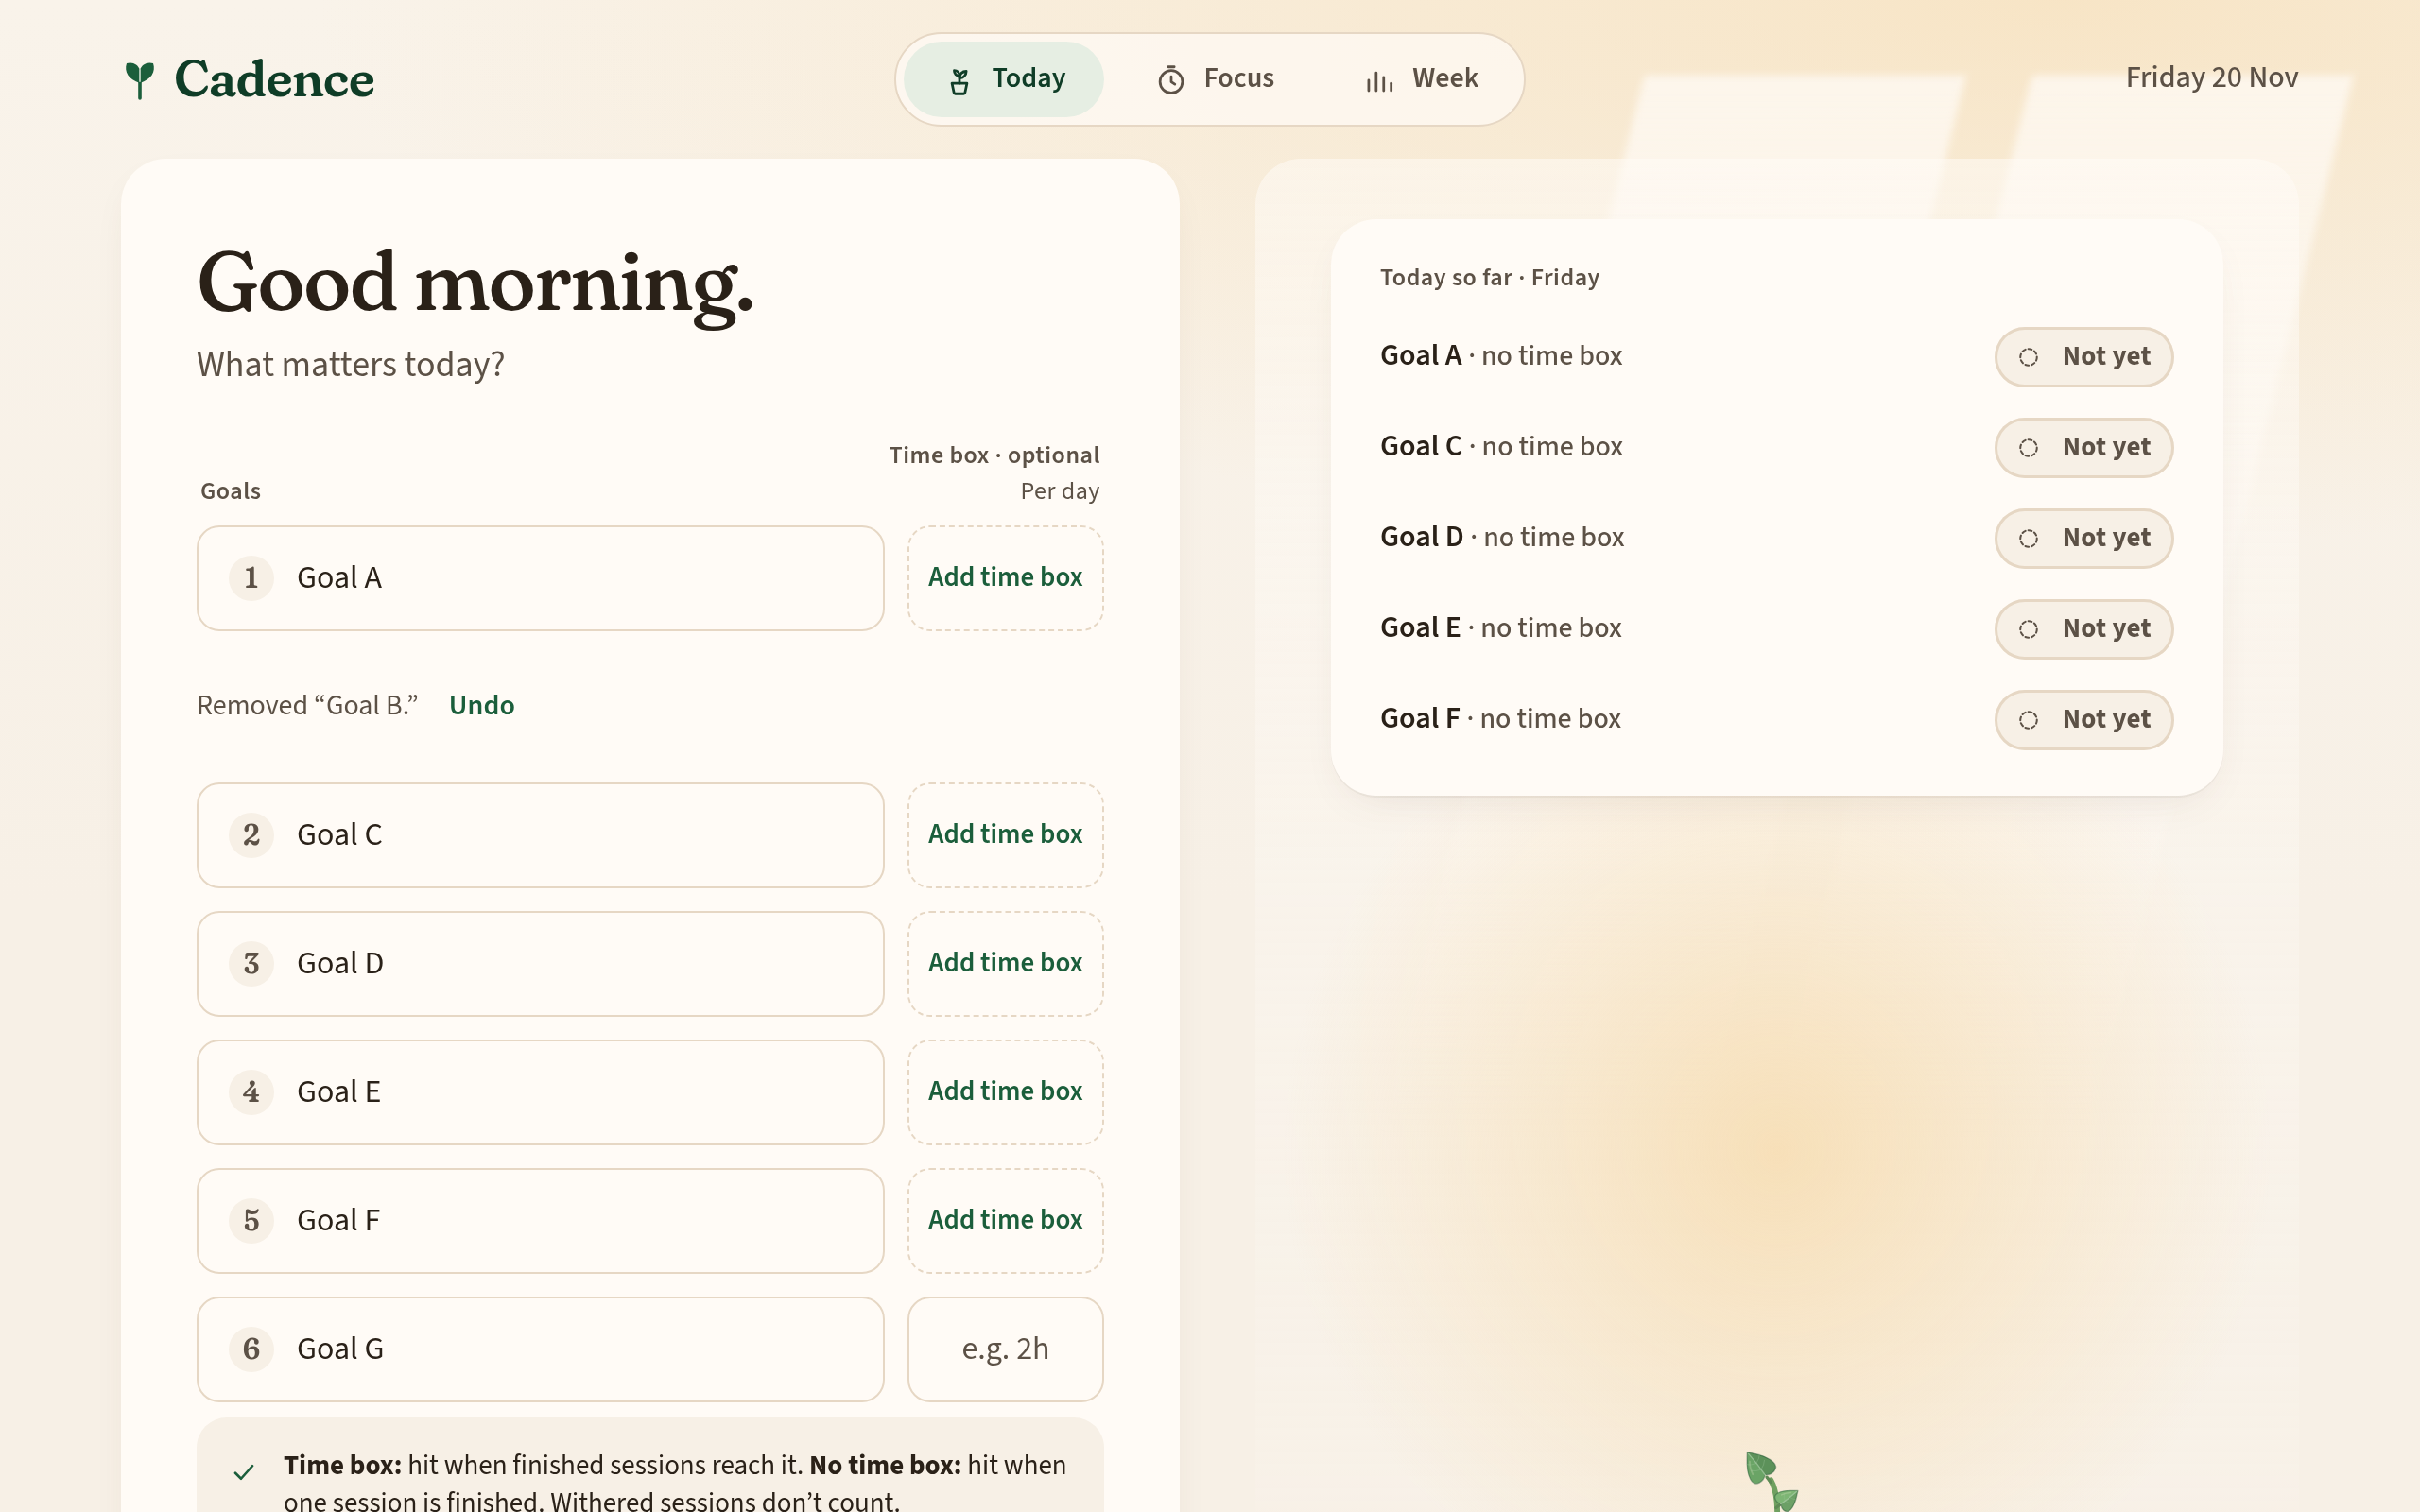 Cadence
Today
Focus
Week
Friday 20 Nov
Good morning.
What matters today?
Time box · optional
Goals
Per day
1 Goal A
Add time box
Removed “Goal B.” Undo
2 Goal C
Add time box
3 Goal D
Add time box
4 Goal E
Add time box
5 Goal F
Add time box
6 Goal G
e.g. 2h
Time box: hit when finished sessions reach it. No time box: hit when
one session is finished. Withered sessions don’t count.
Today so far · Friday
Goal A · no time box
Not yet
Goal C · no time box
Not yet
Goal D · no time box
Not yet
Goal E · no time box
Not yet
Goal F · no time box
Not yet